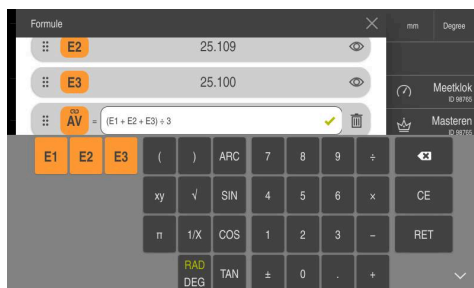 Formule
mm
Degree
E2
25.109
E3
25.100
Meetklok
ID 98765
AV = (E1 + E2 + E3) ÷ 3
Masteren
ID 98765
E1 E2 E3 ( ) ARC 7 8 9 ÷
xy √ SIN 4 5 6 × CE
π 1/X COS 1 2 3 − RET
RAD
DEG TAN ± 0 . +